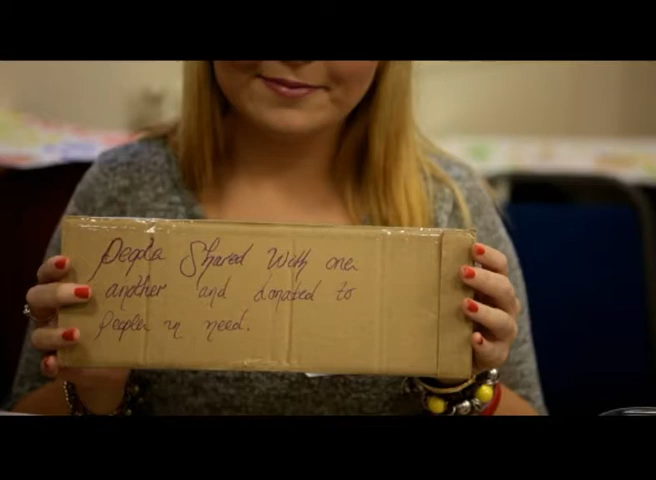 People Shared With one
another and donated to
people in need.